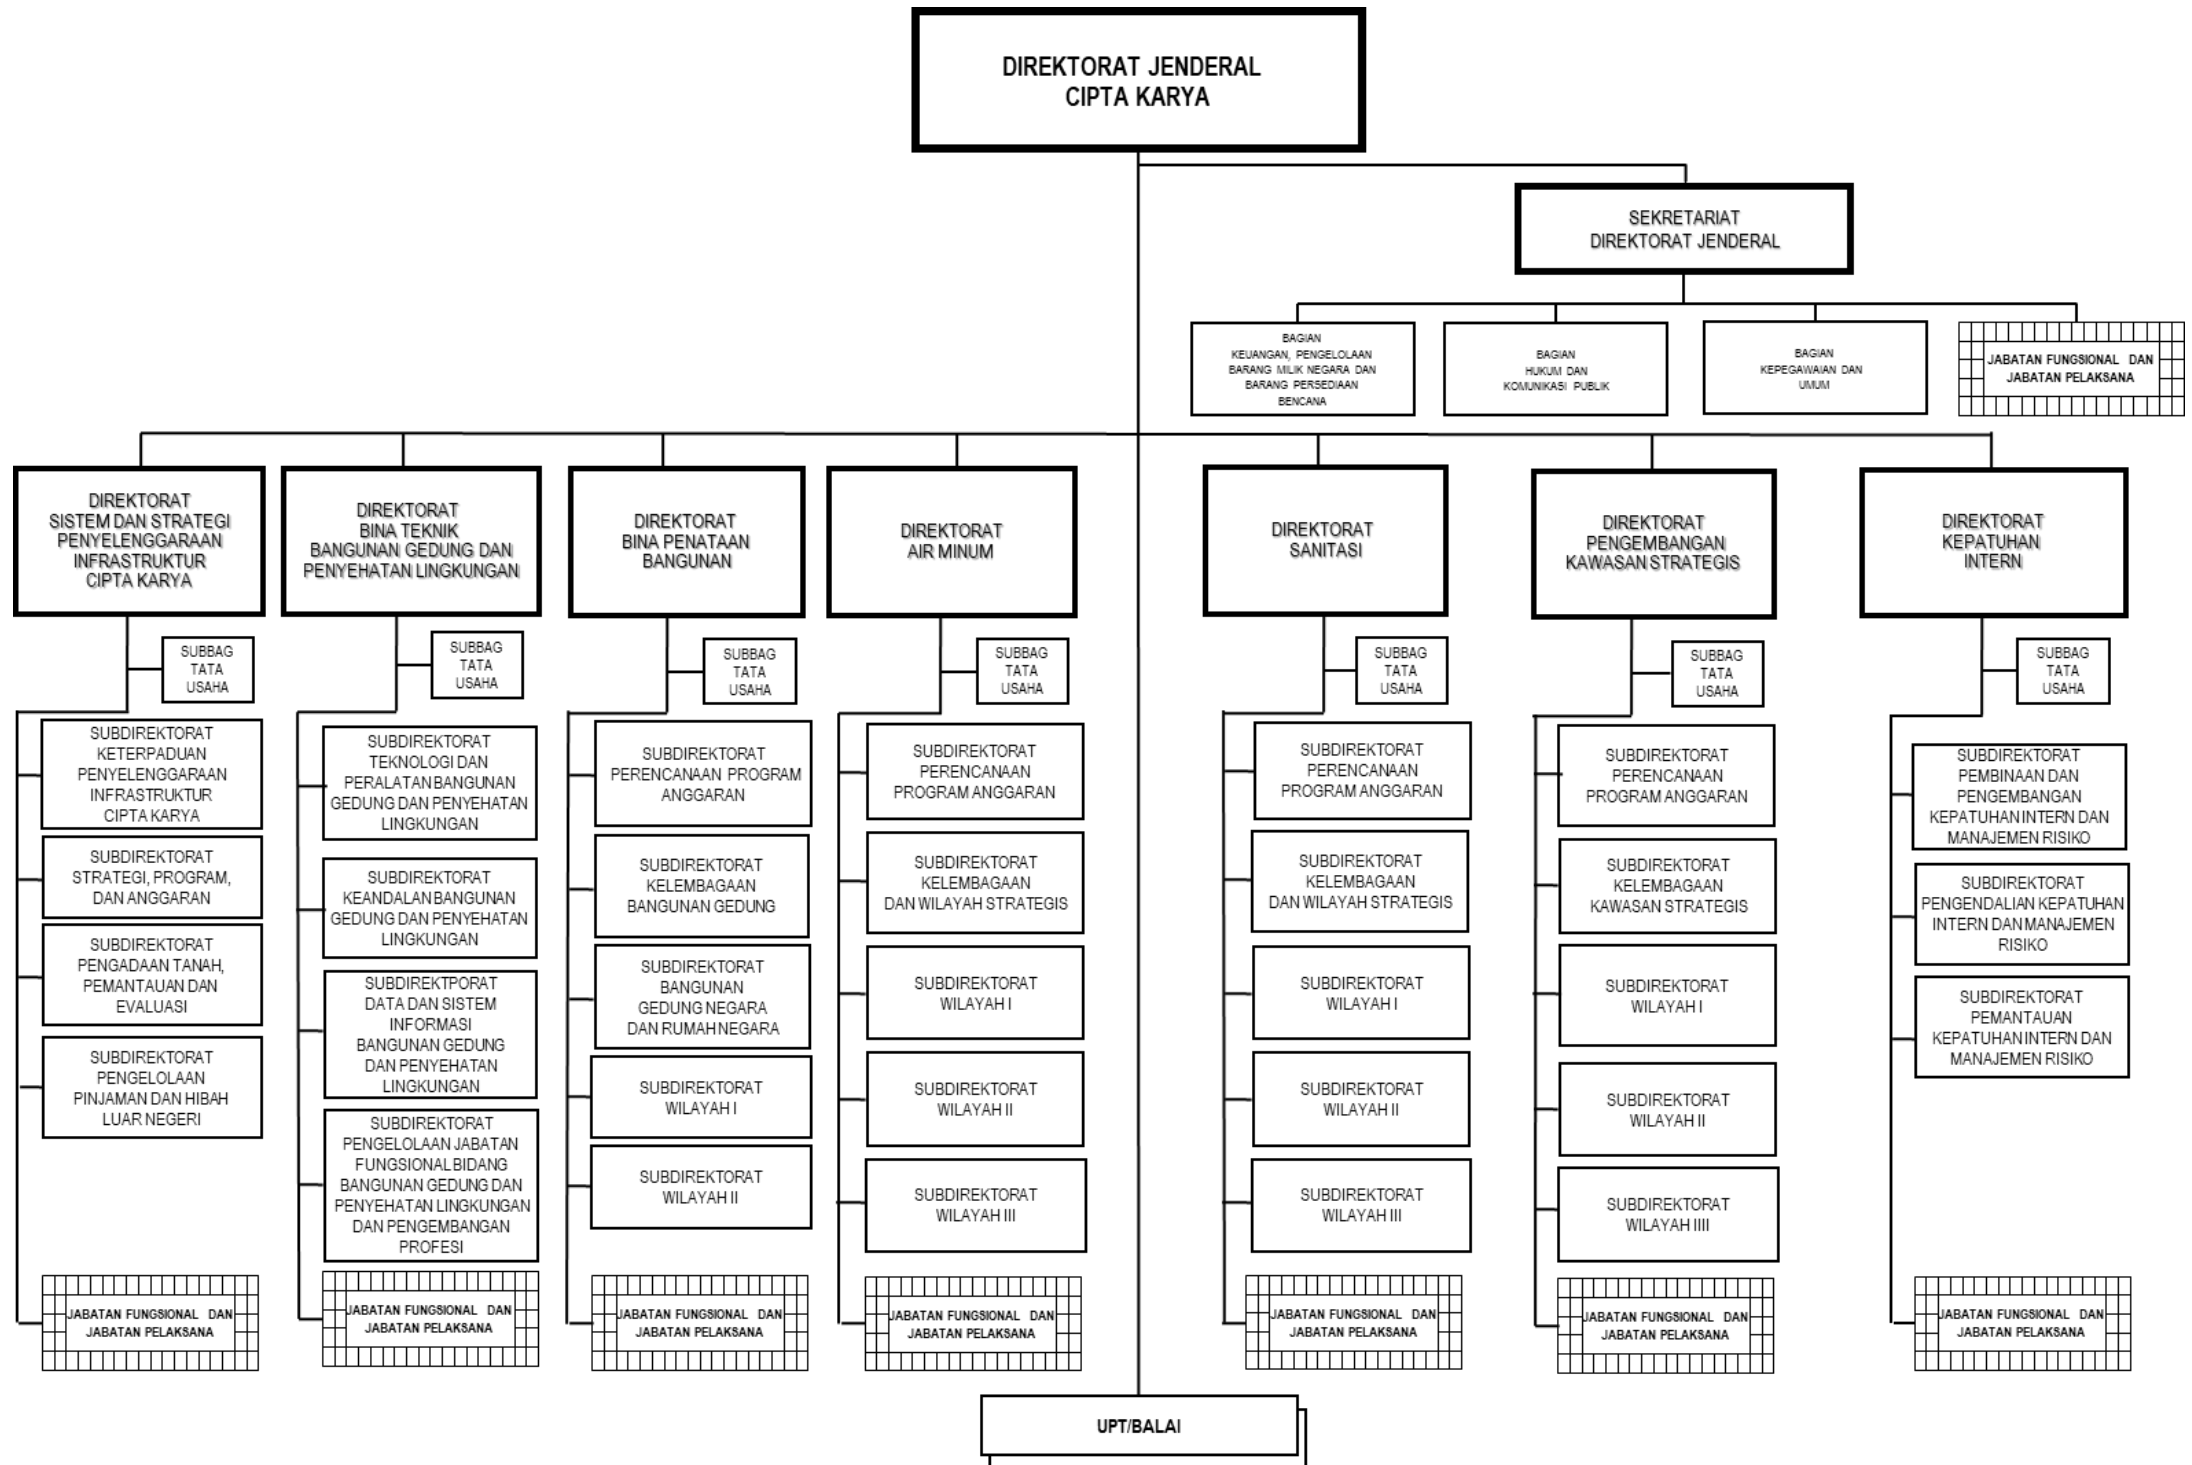 DIREKTORAT JENDERAL
CIPTA KARYA
SEKRETARIAT
DIREKTORAT JENDERAL
BAGIAN
KEUANGAN, PENGELOLAAN
BARANG MILIK NEGARA DAN
BARANG PERSEDIAAN
BENCANA
BAGIAN
HUKUM DAN
KOMUNIKASI PUBLIK
BAGIAN
KEPEGAWAIAN DAN
UMUM
JABATAN FUNGSIONAL DAN
JABATAN PELAKSANA
DIREKTORAT
SISTEM DAN STRATEGI
PENYELENGGARAAN
INFRASTRUKTUR
CIPTA KARYA
SUBBAG
TATA
USAHA
SUBDIREKTORAT
KETERPADUAN
PENYELENGGARAAN
INFRASTRUKTUR
CIPTA KARYA
SUBDIREKTORAT
STRATEGI, PROGRAM,
DAN ANGGARAN
SUBDIREKTORAT
PENGADAAN TANAH,
PEMANTAUAN DAN
EVALUASI
SUBDIREKTORAT
PENGELOLAAN
PINJAMAN DAN HIBAH
LUAR NEGERI
JABATAN FUNGSIONAL DAN
JABATAN PELAKSANA
DIREKTORAT
BINA TEKNIK
BANGUNAN GEDUNG DAN
PENYEHATAN LINGKUNGAN
SUBBAG
TATA
USAHA
SUBDIREKTORAT
TEKNOLOGI DAN
PERALATAN BANGUNAN
GEDUNG DAN PENYEHATAN
LINGKUNGAN
SUBDIREKTORAT
KEANDALAN BANGUNAN
GEDUNG DAN PENYEHATAN
LINGKUNGAN
SUBDIREKTPORAT
DATA DAN SISTEM
INFORMASI
BANGUNAN GEDUNG
DAN PENYEHATAN
LINGKUNGAN
SUBDIREKTORAT
PENGELOLAAN JABATAN
FUNGSIONAL BIDANG
BANGUNAN GEDUNG DAN
PENYEHATAN LINGKUNGAN
DAN PENGEMBANGAN
PROFESI
JABATAN FUNGSIONAL DAN
JABATAN PELAKSANA
DIREKTORAT
BINA PENATAAN
BANGUNAN
SUBBAG
TATA
USAHA
SUBDIREKTORAT
PERENCANAAN PROGRAM
ANGGARAN
SUBDIREKTORAT
KELEMBAGAAN
BANGUNAN GEDUNG
SUBDIREKTORAT
BANGUNAN
GEDUNG NEGARA
DAN RUMAH NEGARA
SUBDIREKTORAT
WILAYAH I
SUBDIREKTORAT
WILAYAH II
JABATAN FUNGSIONAL DAN
JABATAN PELAKSANA
DIREKTORAT
AIR MINUM
SUBBAG
TATA
USAHA
SUBDIREKTORAT
PERENCANAAN
PROGRAM ANGGARAN
SUBDIREKTORAT
KELEMBAGAAN
DAN WILAYAH STRATEGIS
SUBDIREKTORAT
WILAYAH I
SUBDIREKTORAT
WILAYAH II
SUBDIREKTORAT
WILAYAH III
JABATAN FUNGSIONAL DAN
JABATAN PELAKSANA
DIREKTORAT
SANITASI
SUBBAG
TATA
USAHA
SUBDIREKTORAT
PERENCANAAN
PROGRAM ANGGARAN
SUBDIREKTORAT
KELEMBAGAAN
DAN WILAYAH STRATEGIS
SUBDIREKTORAT
WILAYAH I
SUBDIREKTORAT
WILAYAH II
SUBDIREKTORAT
WILAYAH III
JABATAN FUNGSIONAL DAN
JABATAN PELAKSANA
DIREKTORAT
PENGEMBANGAN
KAWASAN STRATEGIS
SUBBAG
TATA
USAHA
SUBDIREKTORAT
PERENCANAAN
PROGRAM ANGGARAN
SUBDIREKTORAT
KELEMBAGAAN
KAWASAN STRATEGIS
SUBDIREKTORAT
WILAYAH I
SUBDIREKTORAT
WILAYAH II
SUBDIREKTORAT
WILAYAH IIII
JABATAN FUNGSIONAL DAN
JABATAN PELAKSANA
DIREKTORAT
KEPATUHAN
INTERN
SUBBAG
TATA
USAHA
SUBDIREKTORAT
PEMBINAAN DAN
PENGEMBANGAN
KEPATUHAN INTERN DAN
MANAJEMEN RISIKO
SUBDIREKTORAT
PENGENDALIAN KEPATUHAN
INTERN DAN MANAJEMEN
RISIKO
SUBDIREKTORAT
PEMANTAUAN
KEPATUHAN INTERN DAN
MANAJEMEN RISIKO
JABATAN FUNGSIONAL DAN
JABATAN PELAKSANA
UPT/BALAI